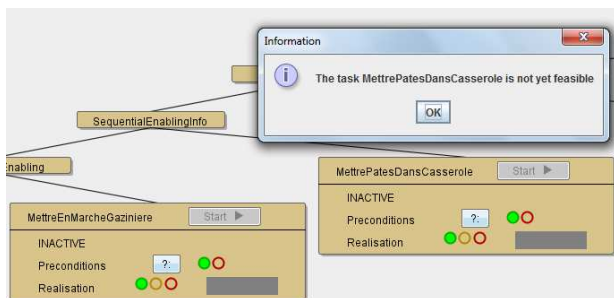 Information
The task MettrePatesDansCasserole is not yet feasible
OK
SequentialEnablingInfo
Enabling
MettrePatesDansCasserole Start
INACTIVE
Preconditions ?:
Realisation
MettreEnMarcheGaziniere Start
INACTIVE
Preconditions ?:
Realisation